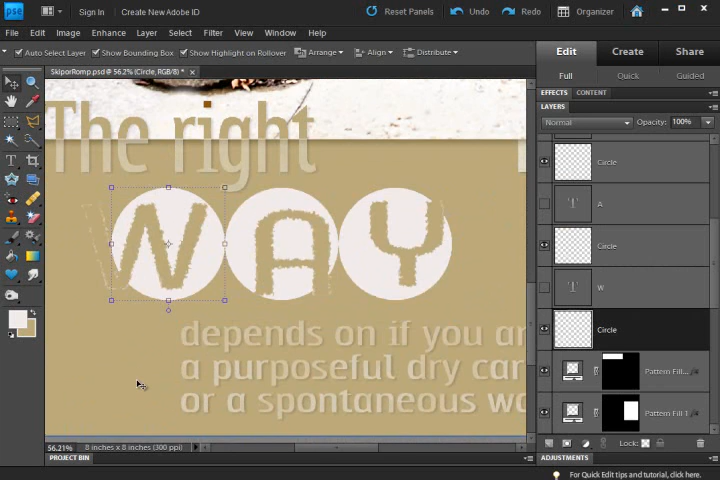 pse Sign In Create New Adobe ID Reset Panels Undo Redo Organizer
File Edit Image Enhance Layer Select Filter View Window Help
Auto Select Layer Show Bounding Box Show Highlight on Rollover Arrange Align Distribute
Edit Create Share
Full Quick Guided
SkiporRomp.psd @ 56.2% (Circle, RGB/8) *
EFFECTS CONTENT
LAYERS
Normal Opacity: 100%
The right
WAY
depends on if you
a purposeful dry
or a spontaneous
Circle
A
Circle
W
Circle
Pattern Fill...
Pattern Fill 1
Lock:
56.21% 8 inches x 8 inches (300 ppi)
PROJECT BIN
ADJUSTMENTS
For Quick Edit tips and tutorial, click here.